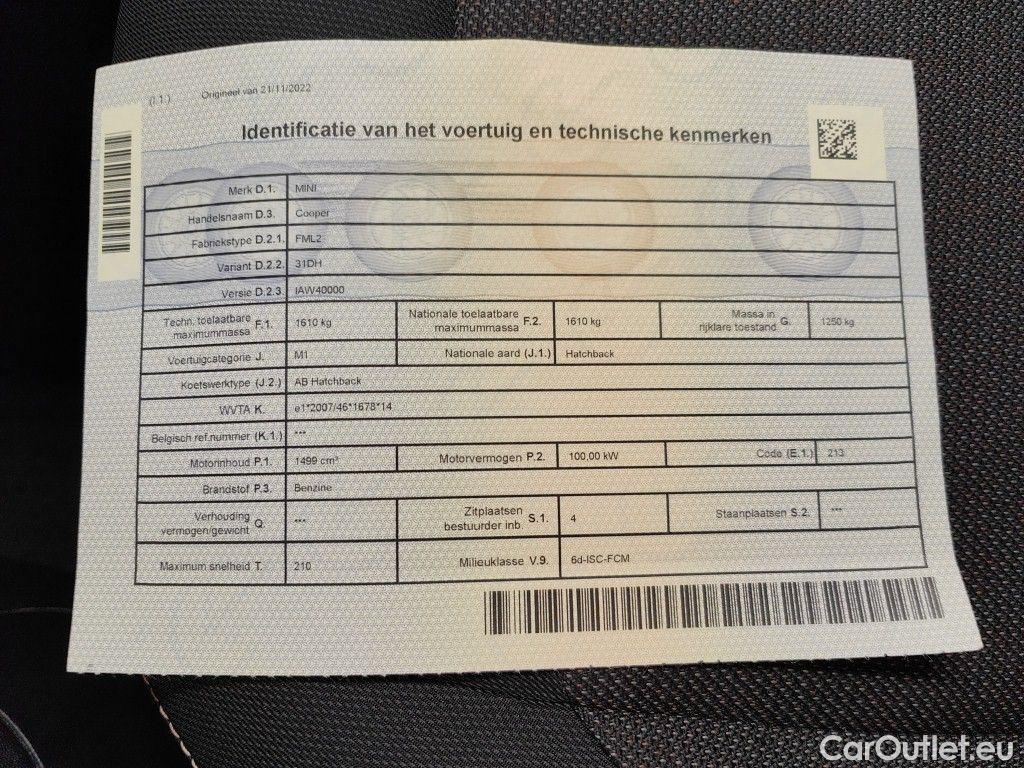 (I.1.) Origineel van 21/11/2022
Identificatie van het voertuig en technische kenmerken
Merk D.1. MINI
Handelsnaam D.3. Cooper
Fabriekstype D.2.1. FML2
Variant D.2.2. 31DH
Versie D.2.3. IAW40000
Techn. toelaatbare maximummassa F.1. 1610 kg Nationale toelaatbare maximummassa F.2. 1610 kg Massa in rijklare toestand G. 1250 kg
Voertuigcategorie J. M1 Nationale aard (J.1.) Hatchback
Koetswerktype (J.2.) AB Hatchback
WVTA K. e1*2007/46*1678*14
Belgisch ref.nummer (K.1.) ***
Motorinhoud P.1. 1499 cm³ Motorvermogen P.2. 100,00 kW Code (E.1.) 213
Brandstof P.3. Benzine
Verhouding vermogen/gewicht Q. *** Zitplaatsen bestuurder inb. S.1. 4 Staanplaatsen S.2. ***
Maximum snelheid T. 210 Milieuklasse V.9. 6d-ISC-FCM
CarOutlet.eu